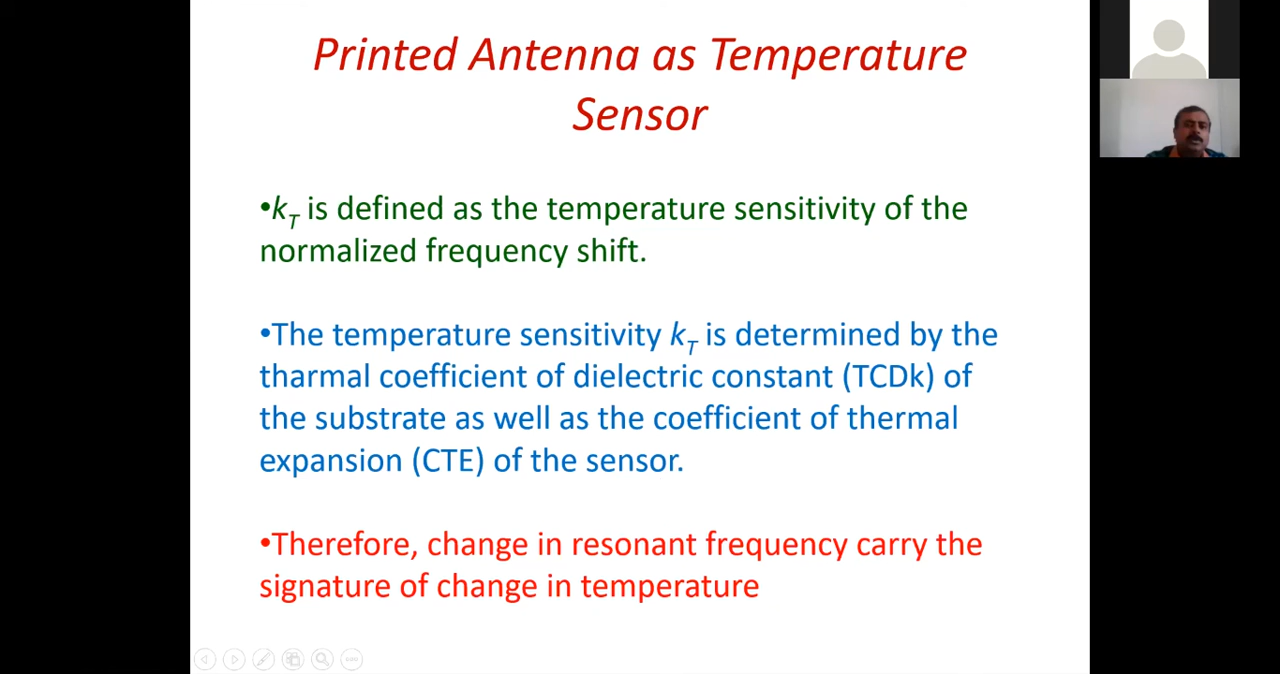 Printed Antenna as Temperature
Sensor
•kT is defined as the temperature sensitivity of the
normalized frequency shift.
•The temperature sensitivity kT is determined by the
tharmal coefficient of dielectric constant (TCDk) of
the substrate as well as the coefficient of thermal
expansion (CTE) of the sensor.
•Therefore, change in resonant frequency carry the
signature of change in temperature